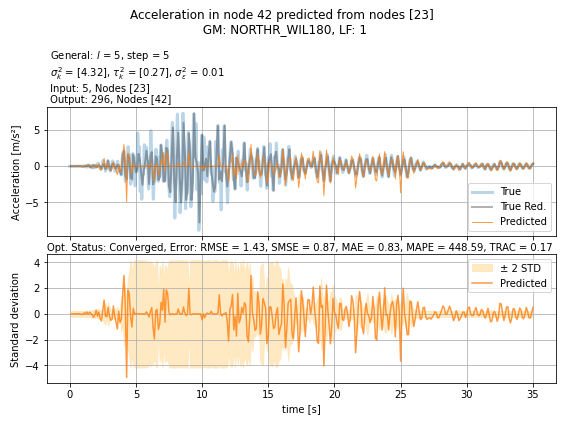 Acceleration in node 42 predicted from nodes [23]
GM: NORTHR_WIL180, LF: 1
General: l = 5, step = 5
σ²ₖ = [4.32], τ²ₖ = [0.27], σ²ε = 0.01
Input: 5, Nodes [23]
Output: 296, Nodes [42]
Acceleration [m/s²]
5
0
−5
True
True Red.
Predicted
Opt. Status: Converged, Error: RMSE = 1.43, SMSE = 0.87, MAE = 0.83, MAPE = 448.59, TRAC = 0.17
Standard deviation
4
2
0
−2
−4
± 2 STD
Predicted
0 5 10 15 20 25 30 35
time [s]